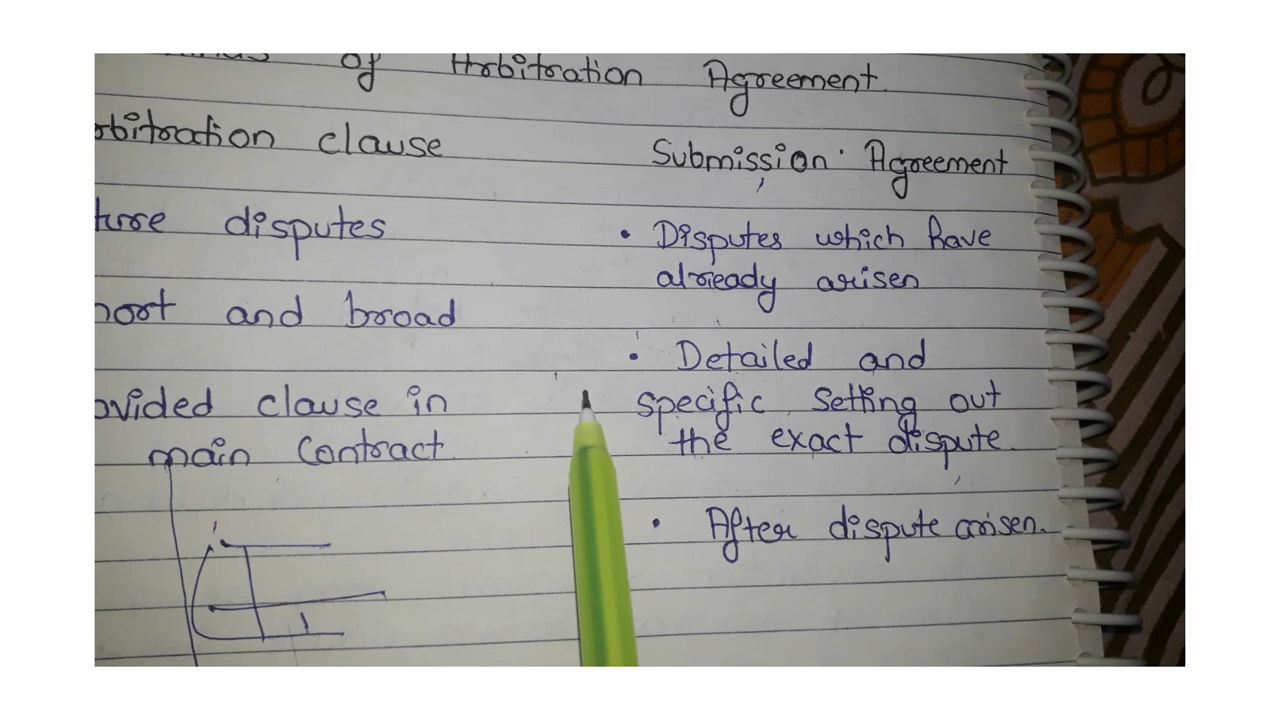 of Arbitration Agreement.
rbitration clause
Submission Agreement
ture disputes
• Disputes which have
already arisen
hort and broad
• Detailed and
specific setting out
the exact dispute.
ovided clause in
main Contract.
• After dispute arisen.